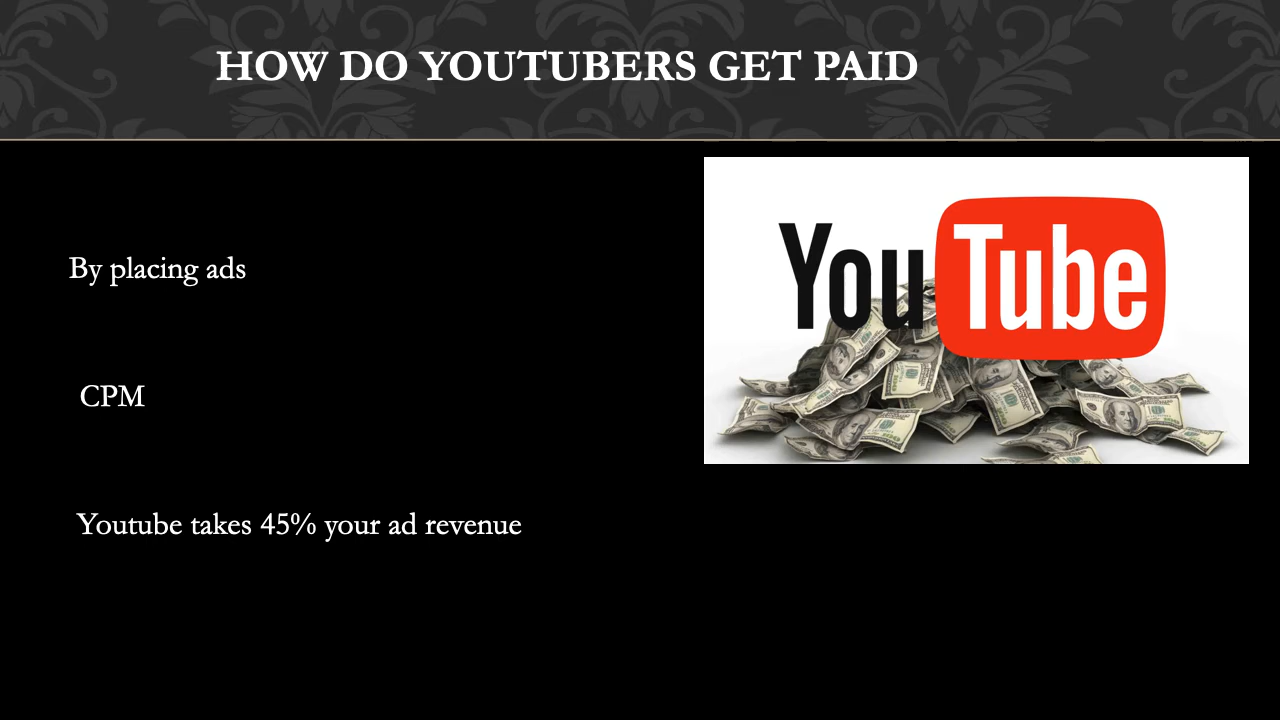 HOW DO YOUTUBERS GET PAID
By placing ads
CPM
Youtube takes 45% your ad revenue
YouTube